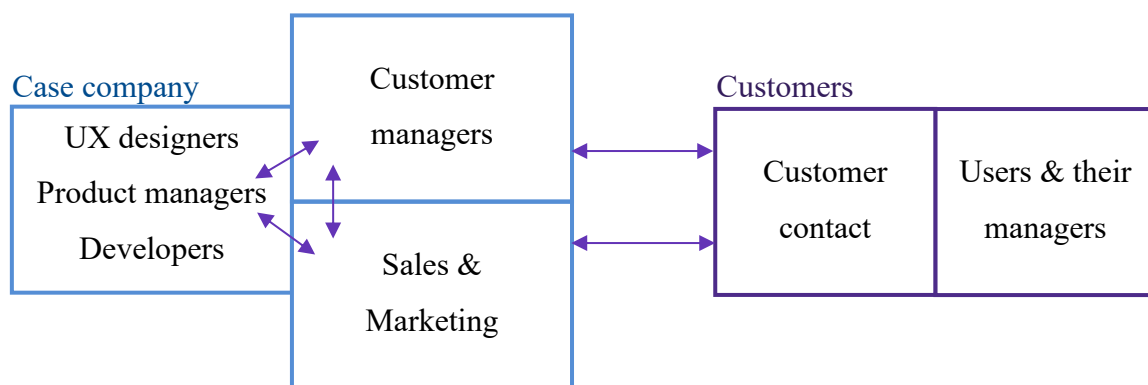 Case company
UX designers
Product managers
Developers
Customer
managers
Sales &
Marketing
Customers
Customer
contact
Users & their
managers